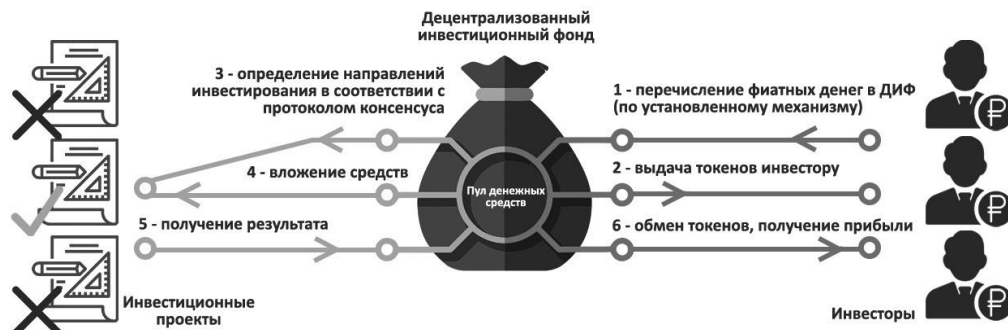 Децентрализованный
инвестиционный фонд
3 - определение направлений
инвестирования в соответствии с
протоколом консенсуса
1 - перечисление фиатных денег в ДИФ
(по установленному механизму)
4 - вложение средств
Пул денежных
средств
2 - выдача токенов инвестору
5 - получение результата
6 - обмен токенов, получение прибыли
Инвестиционные
проекты
Инвесторы
₽
₽
₽